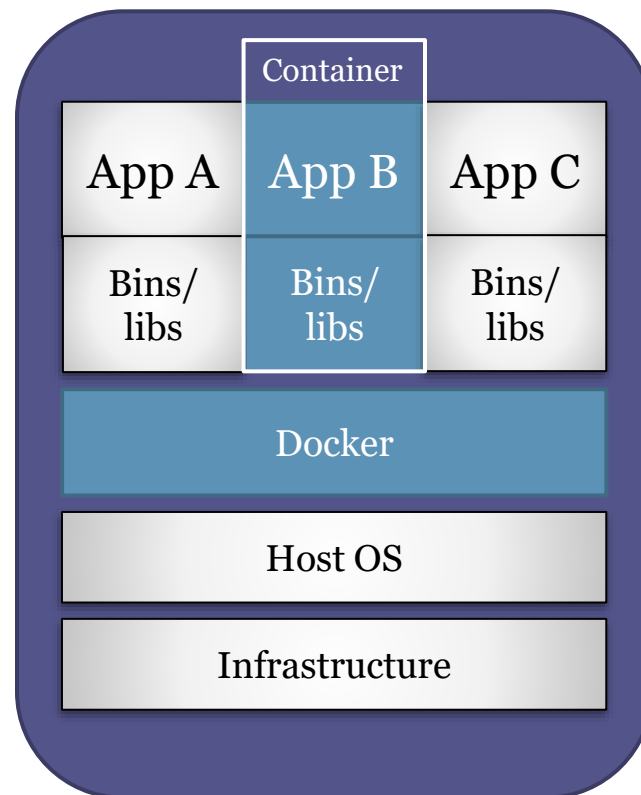 Container
App A
App B
App C
Bins/
libs
Bins/
libs
Bins/
libs
Docker
Host OS
Infrastructure